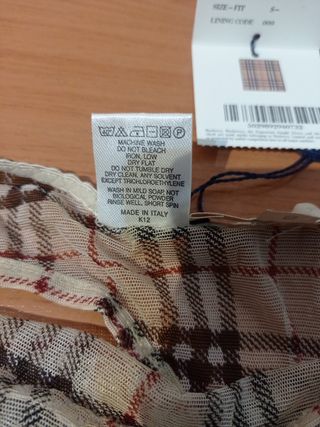 SIZE-FIT S-
LINING CODE 000
MACHINE WASH
DO NOT BLEACH
IRON, LOW
DRY FLAT
DO NOT TUMBLE DRY
DRY CLEAN, ANY SOLVENT
EXCEPT TRICHLOROETHYLENE
WASH IN MILD SOAP, NOT
BIOLOGICAL POWDER
RINSE WELL, SHORT SPIN
MADE IN ITALY
K12